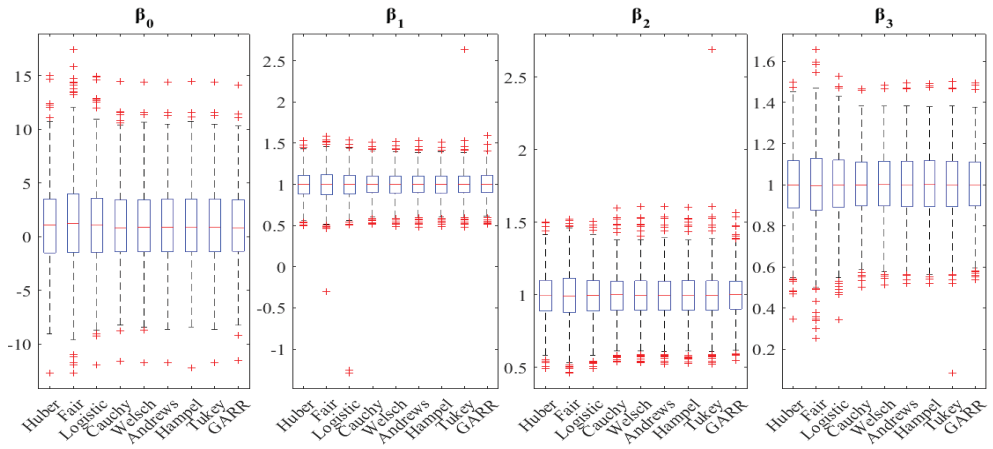 β0
15
10
5
0
-5
-10
Huber
Fair
Logistic
Cauchy
Welsch
Andrews
Hampel
Tukey
GARR
β1
2.5
2
1.5
1
0.5
0
-0.5
-1
Huber
Fair
Logistic
Cauchy
Welsch
Andrews
Hampel
Tukey
GARR
β2
2.5
2
1.5
1
0.5
Huber
Fair
Logistic
Cauchy
Welsch
Andrews
Hampel
Tukey
GARR
β3
1.6
1.4
1.2
1
0.8
0.6
0.4
0.2
Huber
Fair
Logistic
Cauchy
Welsch
Andrews
Hampel
Tukey
GARR